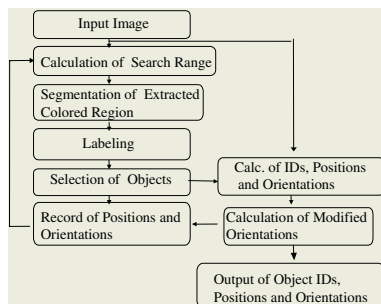 Input Image
Calculation of Search Range
Segmentation of Extracted
Colored Region
Labeling
Selection of Objects
Calc. of IDs, Positions
and Orientations
Record of Positions and
Orientations
Calculation of Modified
Orientations
Output of Object IDs,
Positions and Orientations